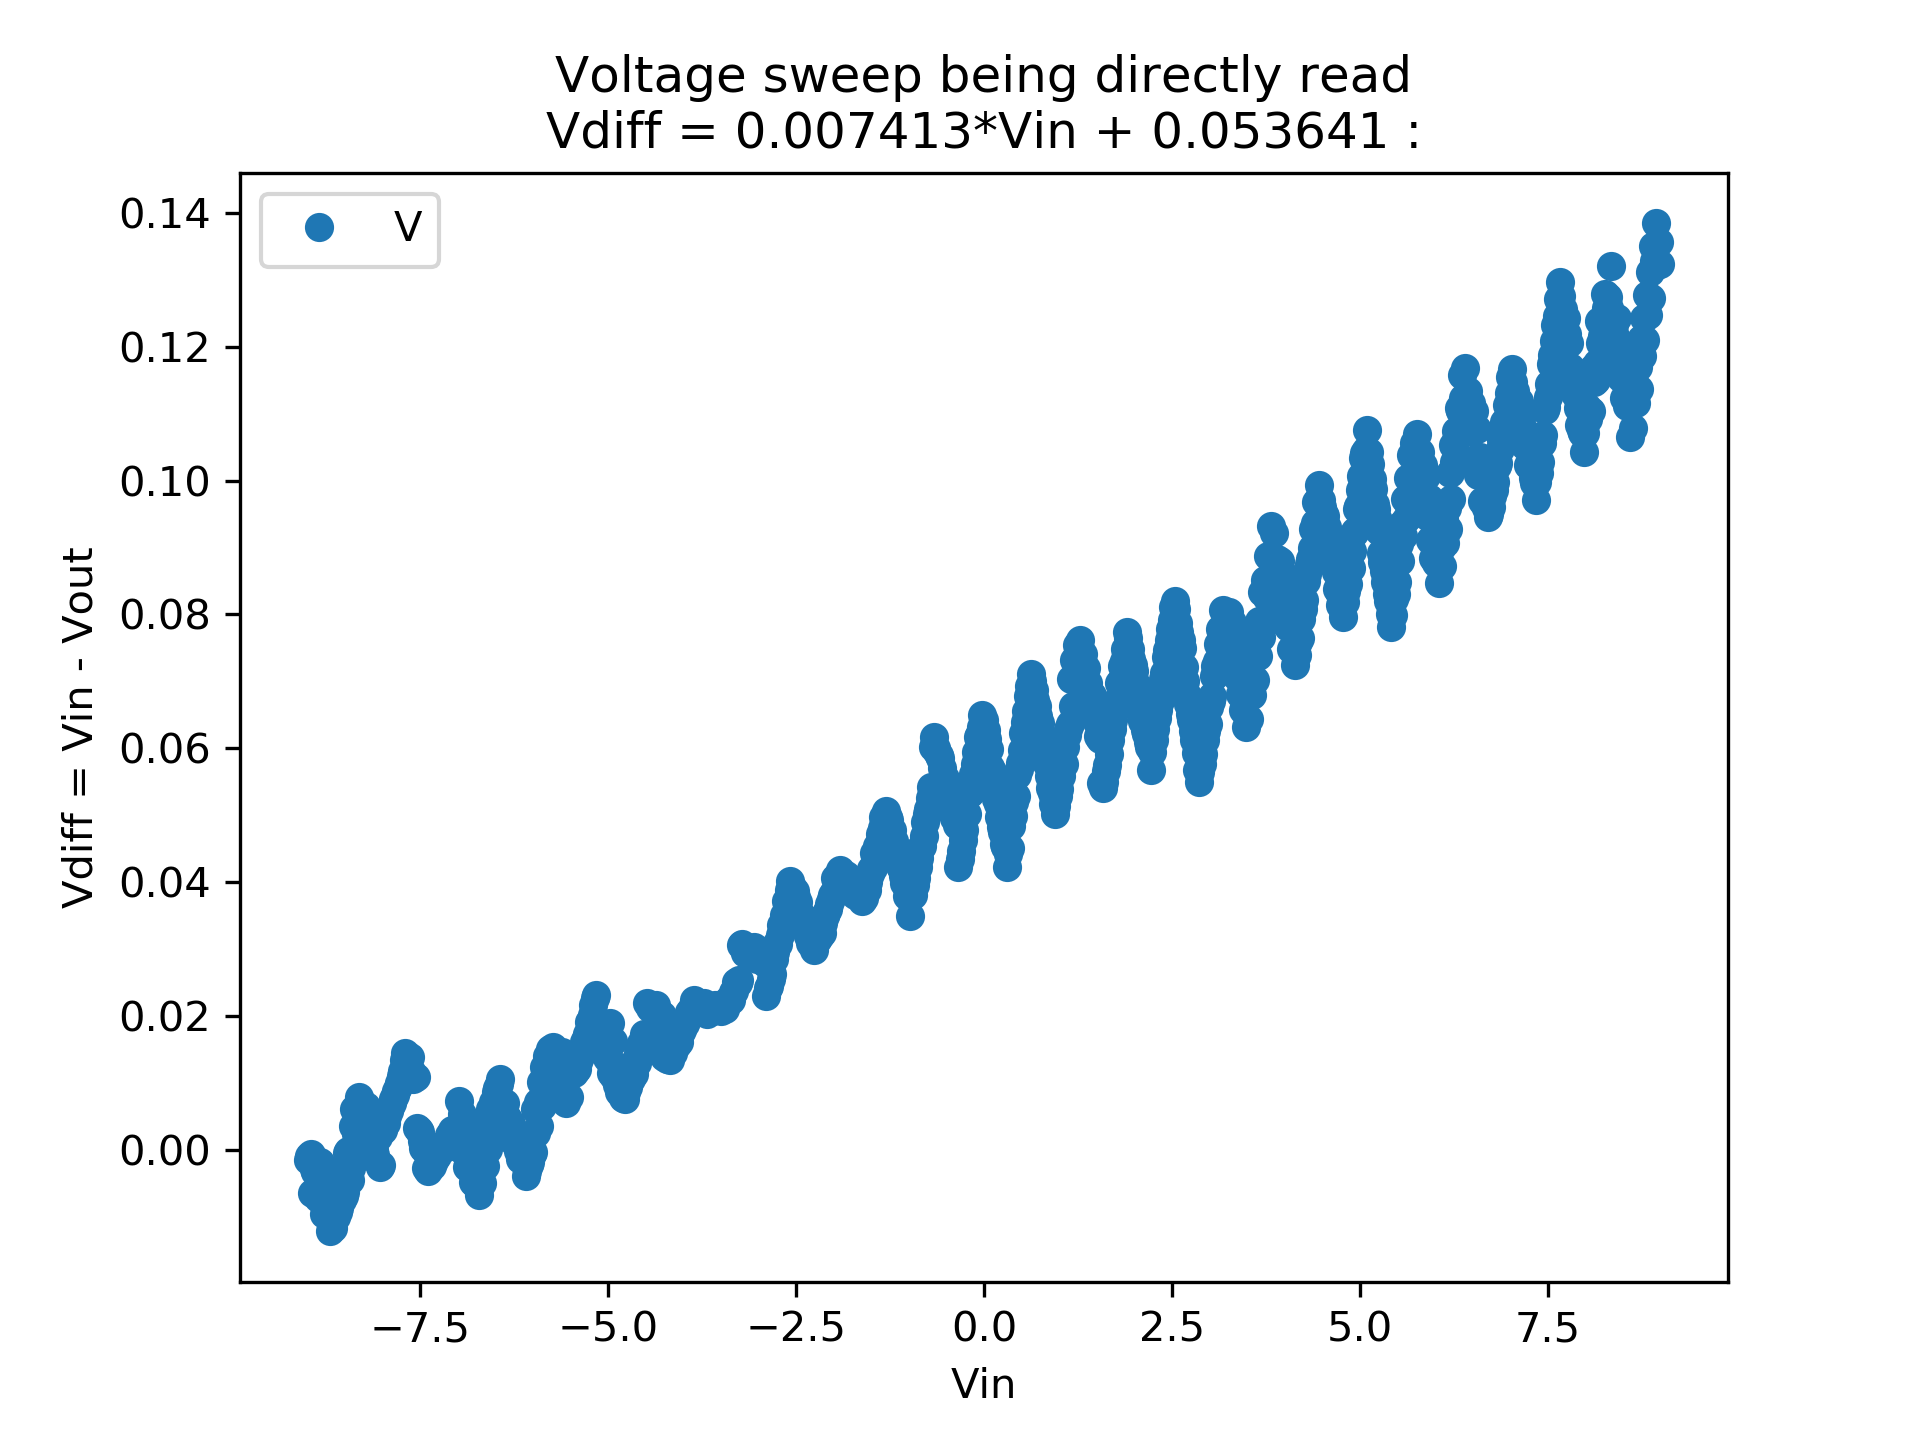 Voltage sweep being directly read
Vdiff = 0.007413*Vin + 0.053641 :
V
0.14
0.12
0.10
0.08
0.06
0.04
0.02
0.00
Vdiff = Vin - Vout
−7.5 −5.0 −2.5 0.0 2.5 5.0 7.5
Vin